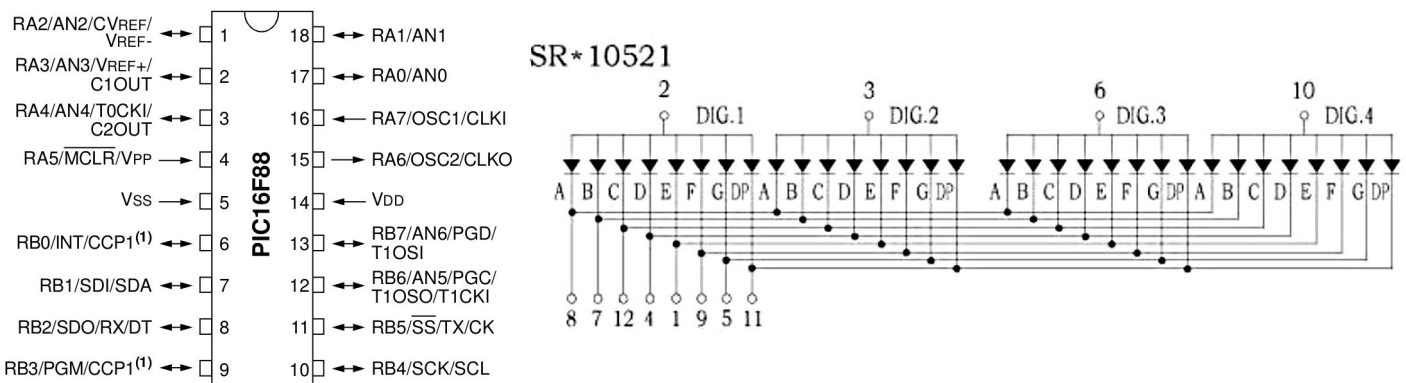 RA2/AN2/CVREF/
VREF-
1
18
RA1/AN1
RA3/AN3/VREF+/
C1OUT
2
17
RA0/AN0
RA4/AN4/T0CKI/
C2OUT
3
16
RA7/OSC1/CLKI
RA5/MCLR/VPP
4
15
RA6/OSC2/CLKO
VSS
5
14
VDD
RB0/INT/CCP1(1)
6
13
RB7/AN6/PGD/
T1OSI
RB1/SDI/SDA
7
12
RB6/AN5/PGC/
T1OSO/T1CKI
RB2/SDO/RX/DT
8
11
RB5/SS/TX/CK
RB3/PGM/CCP1(1)
9
10
RB4/SCK/SCL
PIC16F88
SR*10521
2 3 6 10
DIG.1 DIG.2 DIG.3 DIG.4
A B C D E F G DP A B C D E F G DP A B C D E F G DP A B C D E F G DP
8 7 12 4 1 9 5 11